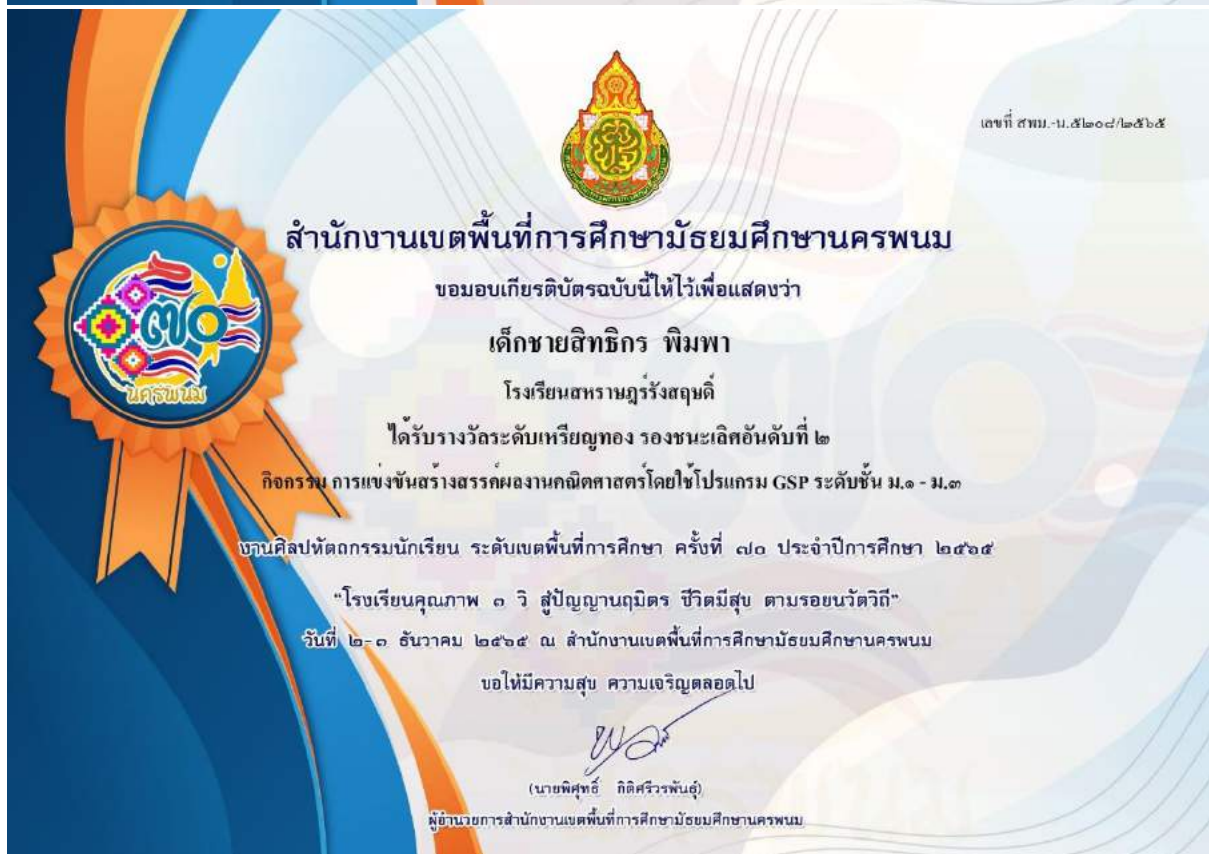 เลขที่ สพม.-น.๕๒๐๘/๒๕๖๕
สำนักงานเขตพื้นที่การศึกษามัธยมศึกษานครพนม
ขอมอบเกียรติบัตรฉบับนี้ให้ไว้เพื่อแสดงว่า
เด็กชายสิทธิกร พิมพา
๗๐
นครพนม
โรงเรียนสหราษฎร์รังสฤษดิ์
ได้รับรางวัลระดับเหรียญทอง รองชนะเลิศอันดับที่ ๒
กิจกรรม การแข่งขันสร้างสรรค์ผลงานคณิตศาสตร์โดยใช้โปรแกรม GSP ระดับชั้น ม.๑ - ม.๓
งานศิลปหัตถกรรมนักเรียน ระดับเขตพื้นที่การศึกษา ครั้งที่ ๗๐ ประจำปีการศึกษา ๒๕๖๕
“โรงเรียนคุณภาพ ๓ วิ สู่ปัญญานฤมิตร ชีวิตมีสุข ตามรอยนวัตวิถี”
วันที่ ๒-๓ ธันวาคม ๒๕๖๕ ณ สำนักงานเขตพื้นที่การศึกษามัธยมศึกษานครพนม
ขอให้มีความสุข ความเจริญตลอดไป
(นายพิศุทธิ์ กิติศรีวรพันธุ์)
ผู้อำนวยการสำนักงานเขตพื้นที่การศึกษามัธยมศึกษานครพนม